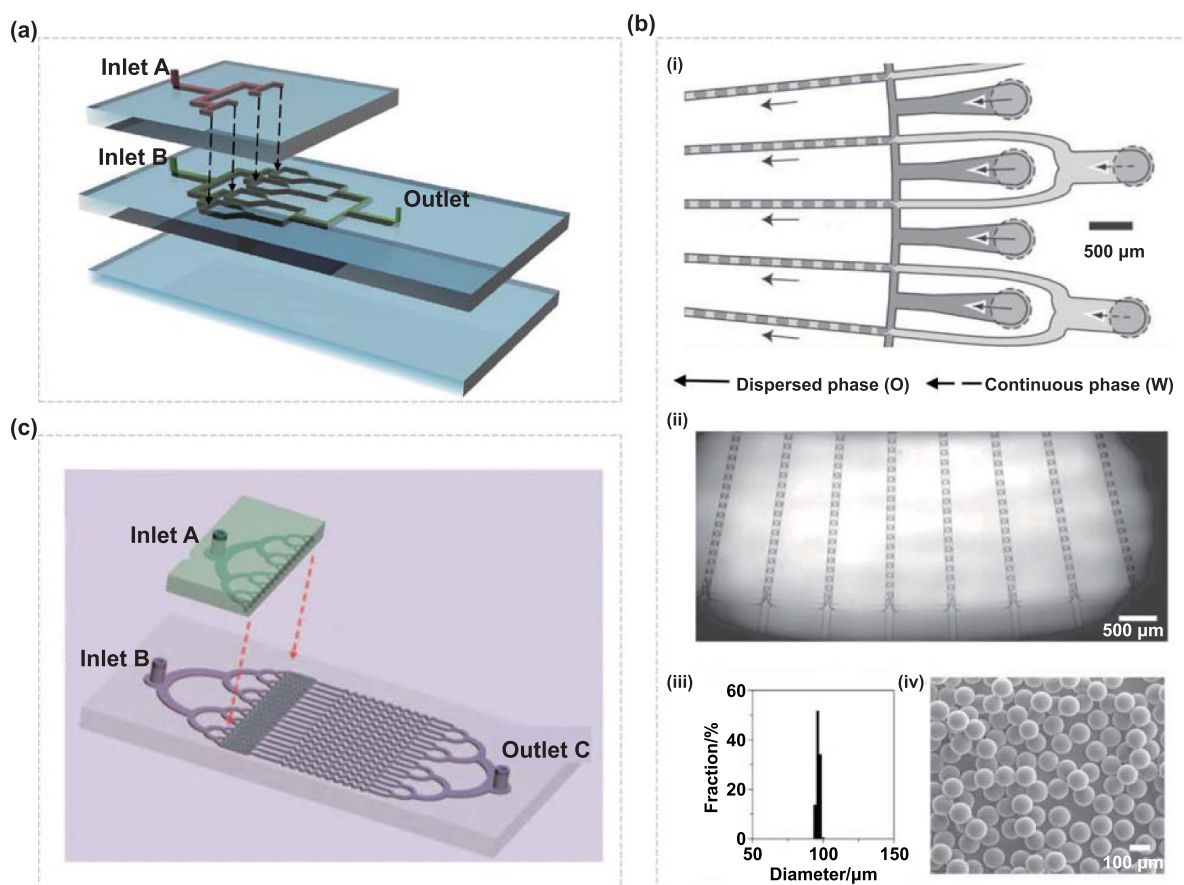 (a)
Inlet A
Inlet B
Outlet
(b)
(i)
500 µm
Dispersed phase (O)
Continuous phase (W)
(ii)
500 µm
(iii)
60
40
20
0
50
100
150
Fraction/%
Diameter/µm
(iv)
100 µm
(c)
Inlet A
Inlet B
Outlet C